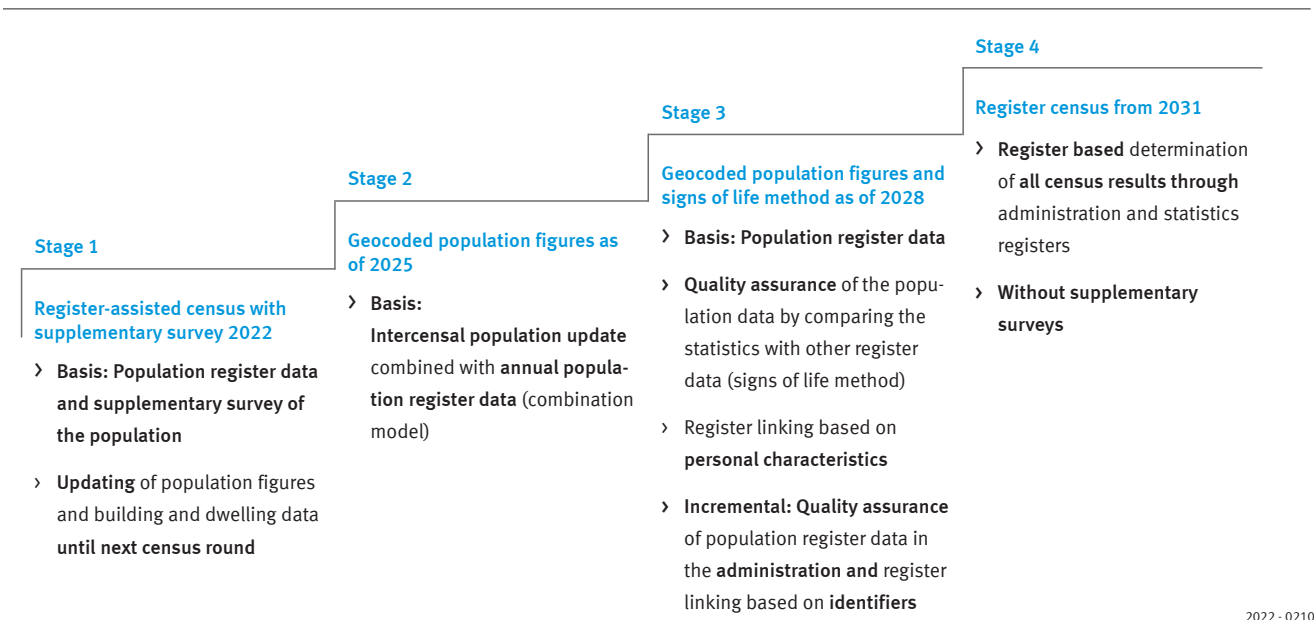 Stage 1
Register-assisted census with
supplementary survey 2022
› Basis: Population register data
and supplementary survey of
the population
› Updating of population figures
and building and dwelling data
until next census round
Stage 2
Geocoded population figures as
of 2025
› Basis:
Intercensal population update
combined with annual popula-
tion register data (combination
model)
Stage 3
Geocoded population figures and
signs of life method as of 2028
› Basis: Population register data
› Quality assurance of the popu-
lation data by comparing the
statistics with other register
data (signs of life method)
› Register linking based on
personal characteristics
› Incremental: Quality assurance
of population register data in
the administration and register
linking based on identifiers
Stage 4
Register census from 2031
› Register based determination
of all census results through
administration and statistics
registers
› Without supplementary
surveys
2022 - 0210